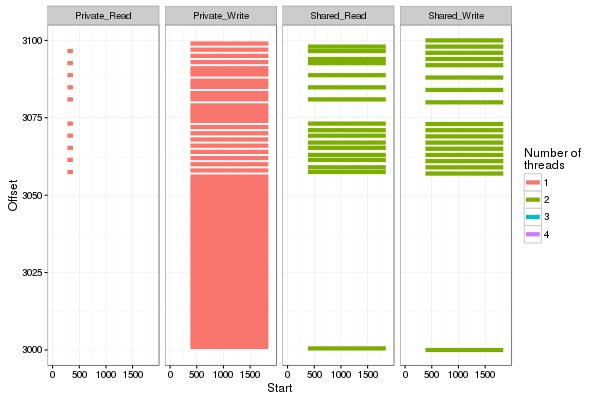 Private_Read Private_Write Shared_Read Shared_Write
3100
3075
3050
3025
3000
Offset
0 500 1000 1500 0 500 1000 1500 0 500 1000 1500 0 500 1000 1500
Start
Number of
threads
1
2
3
4